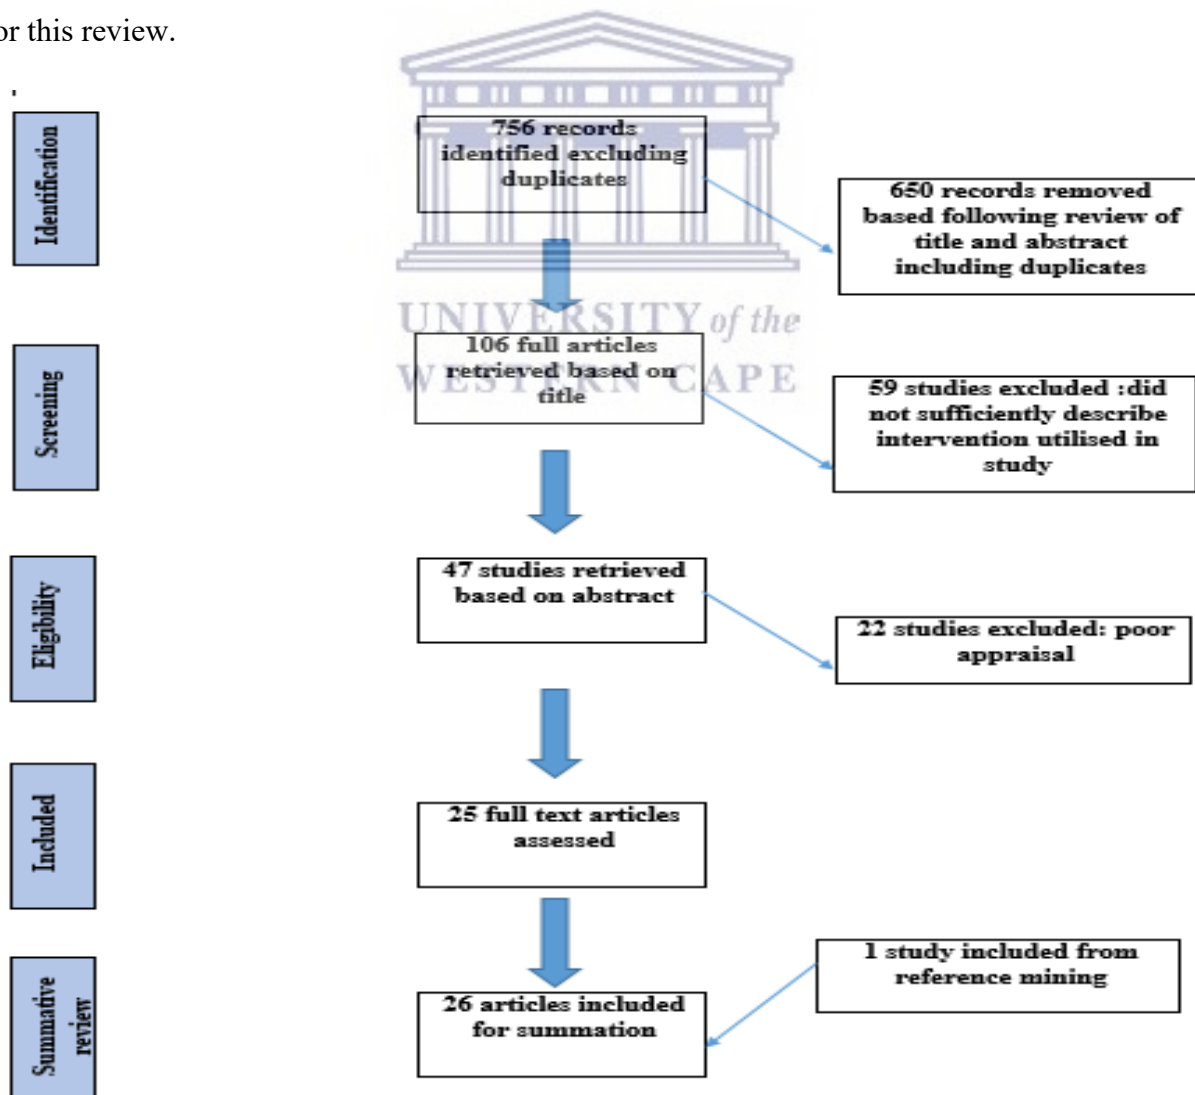 or this review.
Identification
756 records
identified excluding
duplicates
650 records removed
based following review of
title and abstract
including duplicates
UNIVERSITY of the
WESTERN CAPE
Screening
106 full articles
retrieved based on
title
59 studies excluded :did
not sufficiently describe
intervention utilised in
study
Eligibility
47 studies retrieved
based on abstract
22 studies excluded: poor
appraisal
Included
25 full text articles
assessed
Summative
review
26 articles included
for summation
1 study included from
reference mining